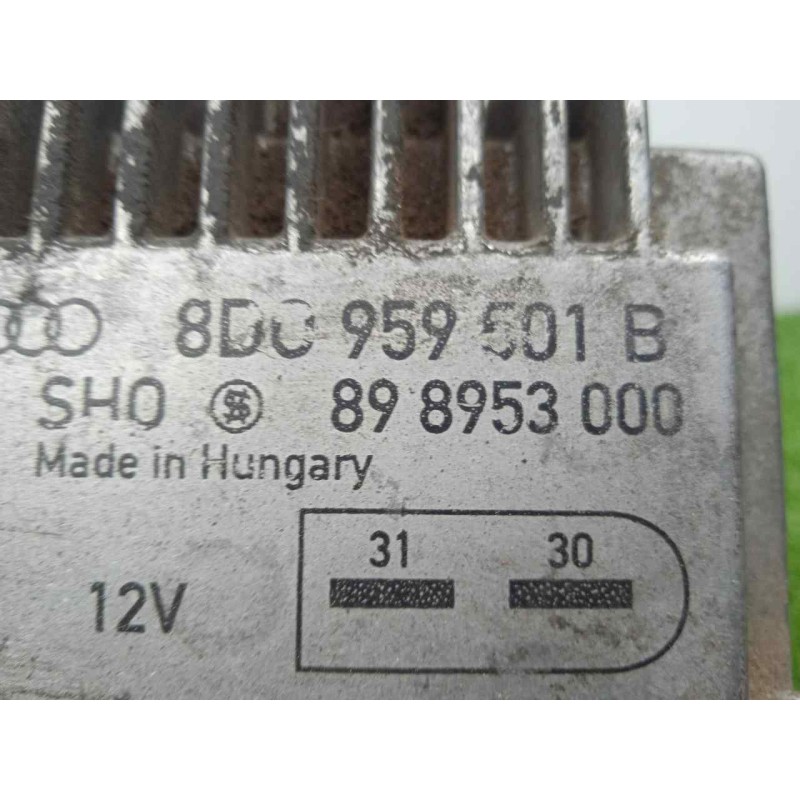 8D0 959 501 B
SHO 89 8953 000
Made in Hungary
31 30
12V